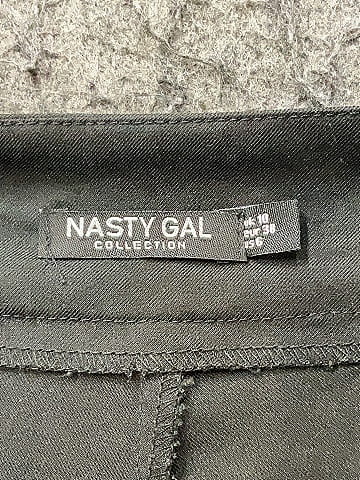 NASTY GAL
COLLECTION
UK 10
EUR 38
US 6